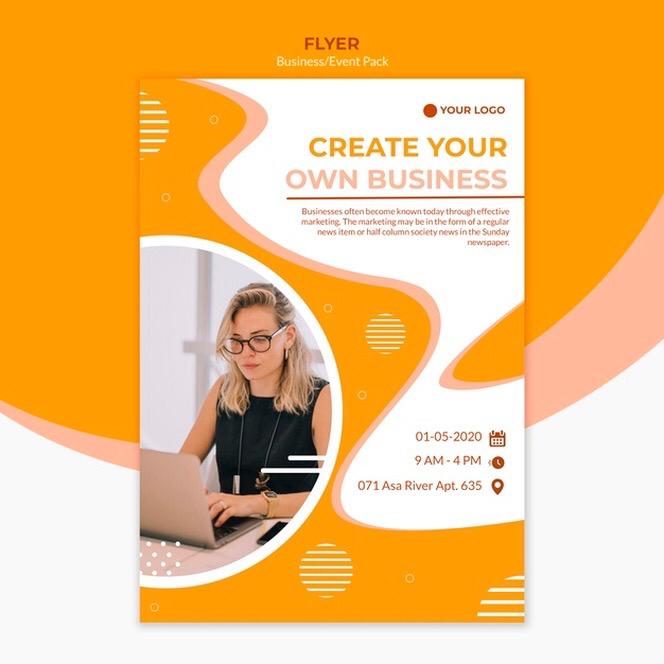 FLYER
Business/Event Pack
YOUR LOGO
CREATE YOUR
OWN BUSINESS
Businesses often become known today through effective
marketing. The marketing may be in the form of a regular
news item or half column society news in the Sunday
newspaper.
01-05-2020
9 AM - 4 PM
071 Asa River Apt. 635